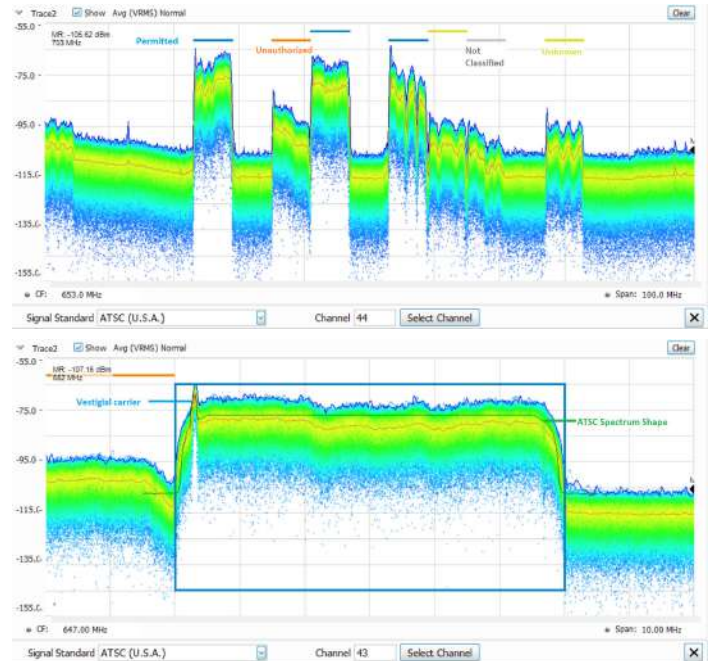 Trace2 Show Avg (VRMS) Normal Clear
-55.0
MR: -106.62 dBm
703 MHz
Permitted
Unauthorized
Not
Classified
Unknown
-75.0
-95.0
-115.0
-135.0
-155.0
CF: 653.0 MHz Span: 100.0 MHz
Signal Standard ATSC (U.S.A.) Channel 44 Select Channel X
Trace2 Show Avg (VRMS) Normal Clear
-55.0
MR: -107.16 dBm
652 MHz
Vestigial carrier
ATSC Spectrum Shape
-75.0
-95.0
-115.0
-135.0
-155.0
CF: 647.00 MHz Span: 10.00 MHz
Signal Standard ATSC (U.S.A.) Channel 43 Select Channel X